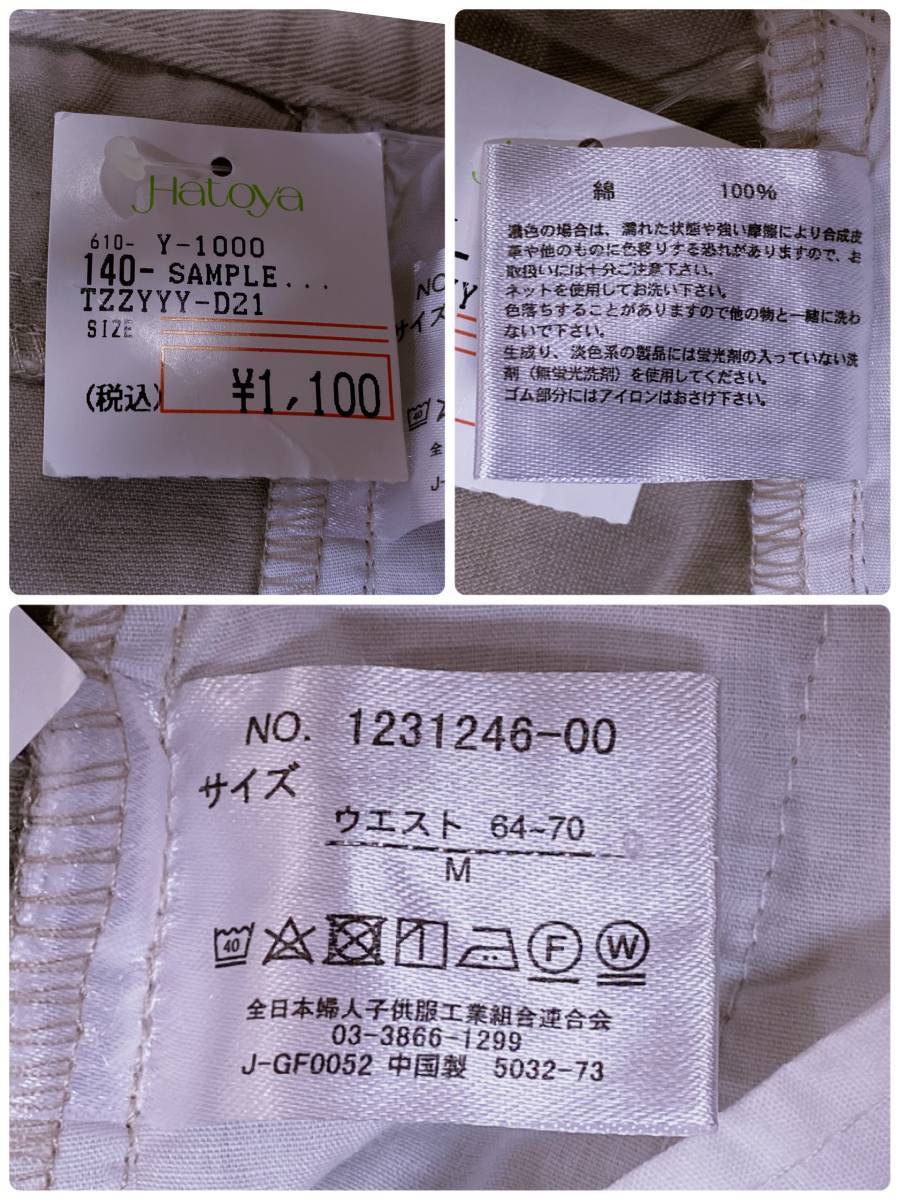 Hatoya
610- Y-1000
140- SAMPLE...
TZZYYY-D21
SIZE
(税込) ¥1,100
NO
サイズ
40
全
J-
綿 100%
濃色の場合は、濡れた状態や強い摩擦により合成皮
革や他のものに色移りする恐れがありますので、お
取扱いには十分ご注意下さい。
ネットを使用してお洗い下さい。
色落ちすることがありますので他の物と一緒に洗わ
ないで下さい。
生成り、淡色系の製品には蛍光剤の入っていない洗
剤（無蛍光洗剤）を使用してください。
ゴム部分にはアイロンはおさけ下さい。
NO. 1231246-00
サイズ
ウエスト 64~70
M
40 F W
全日本婦人子供服工業組合連合会
03-3866-1299
J-GF0052 中国製 5032-73